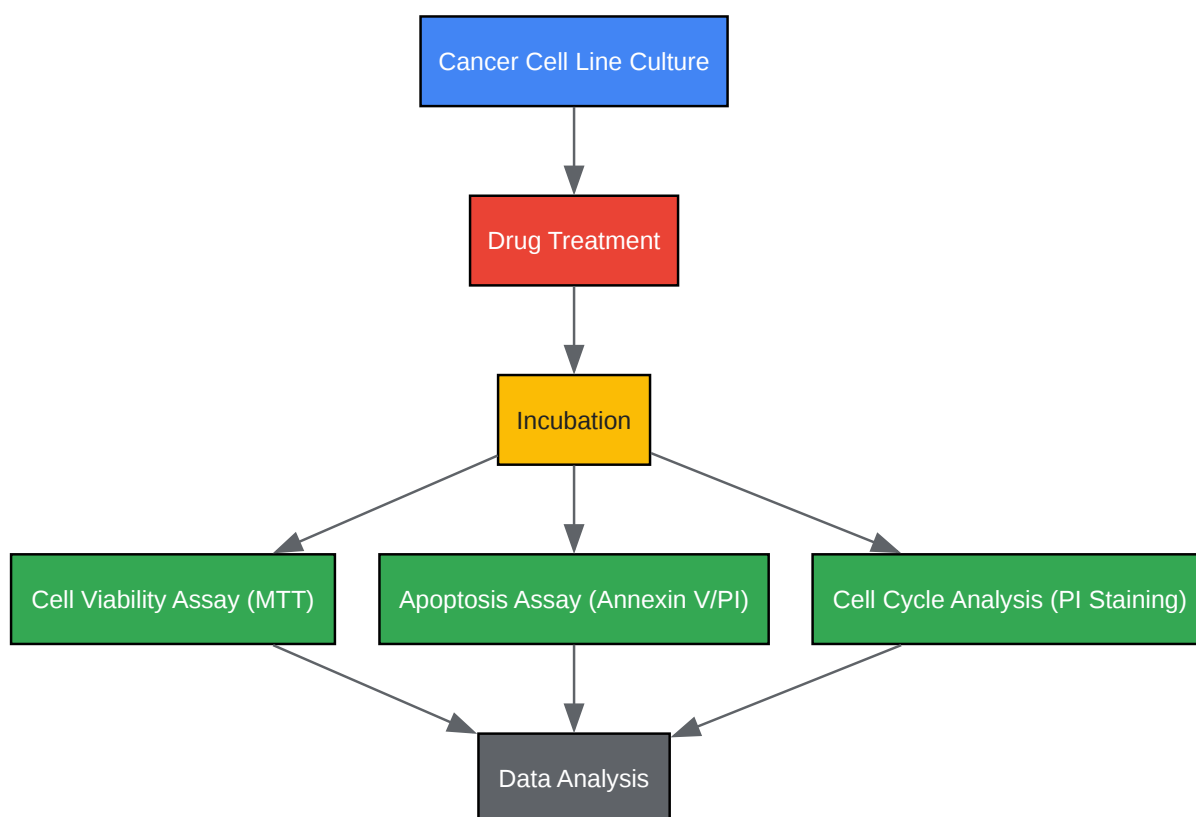 Cancer Cell Line Culture
Drug Treatment
Incubation
Cell Viability Assay (MTT)
Apoptosis Assay (Annexin V/PI)
Cell Cycle Analysis (PI Staining)
Data Analysis